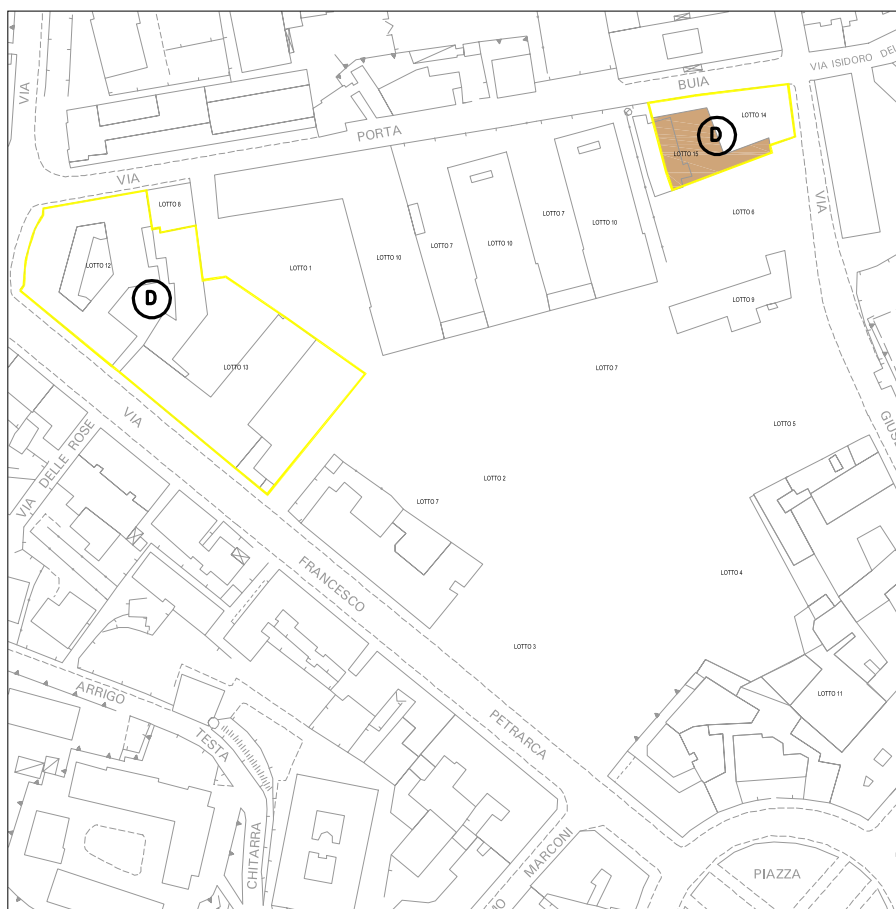 VIA
VIA ISIDORO DEL
BUIA
LOTTO 14
D
LOTTO 15
PORTA
VIA
LOTTO 8
VIA
LOTTO 6
LOTTO 7
LOTTO 10
LOTTO 7
LOTTO 10
LOTTO 10
LOTTO 7
LOTTO 12
LOTTO 1
D
LOTTO 9
LOTTO 13
LOTTO 7
VIA
GIUS
LOTTO 5
VIA DELLE ROSE
LOTTO 2
LOTTO 7
LOTTO 4
FRANCESCO
LOTTO 3
ARRIGO
LOTTO 11
PETRARCA
TESTA
CHITARRA
MARCONI
MO
PIAZZA